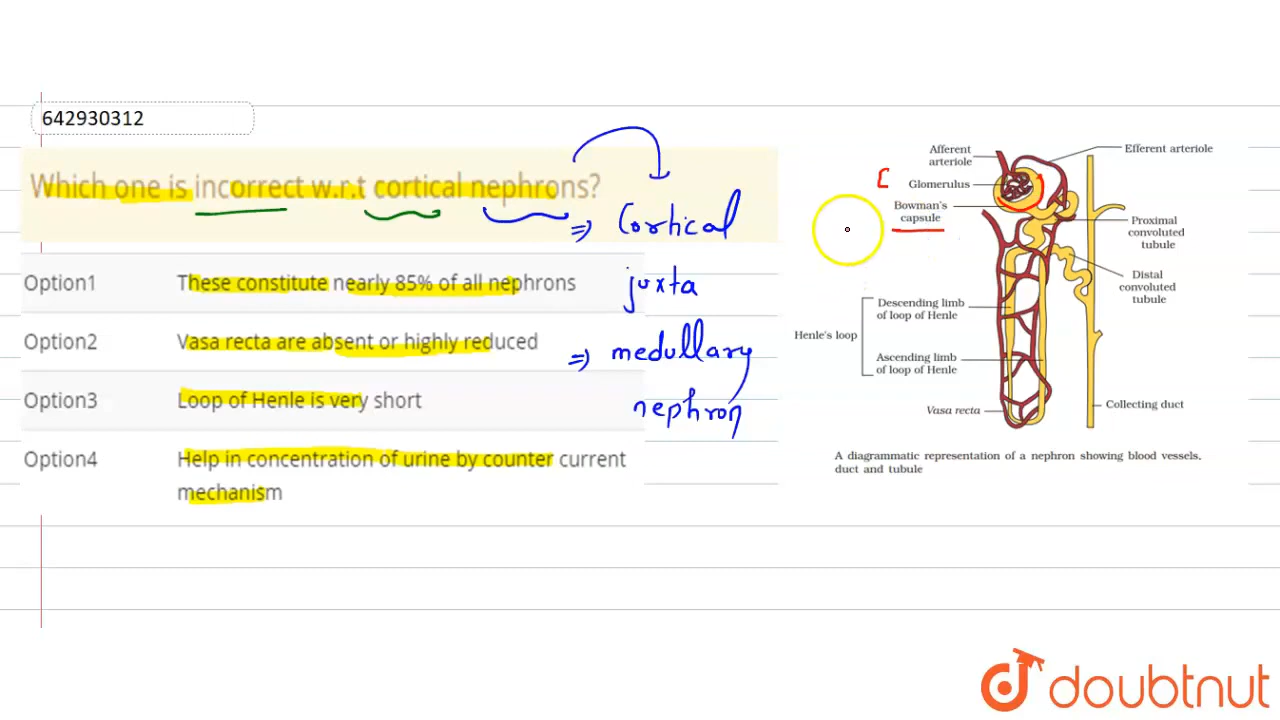 642930312
Which one is incorrect w.r.t cortical nephrons?
Option1 These constitute nearly 85% of all nephrons
Option2 Vasa recta are absent or highly reduced
Option3 Loop of Henle is very short
Option4 Help in concentration of urine by counter current
mechanism
⇒ Cortical
juxta
⇒ medullary
nephron
Afferent
arteriole
Efferent arteriole
Glomerulus
Bowman's
capsule
Proximal
convoluted
tubule
Distal
convoluted
tubule
Descending limb
of loop of Henle
Henle's loop
Ascending limb
of loop of Henle
Vasa recta
Collecting duct
A diagrammatic representation of a nephron showing blood vessels,
duct and tubule
doubtnut